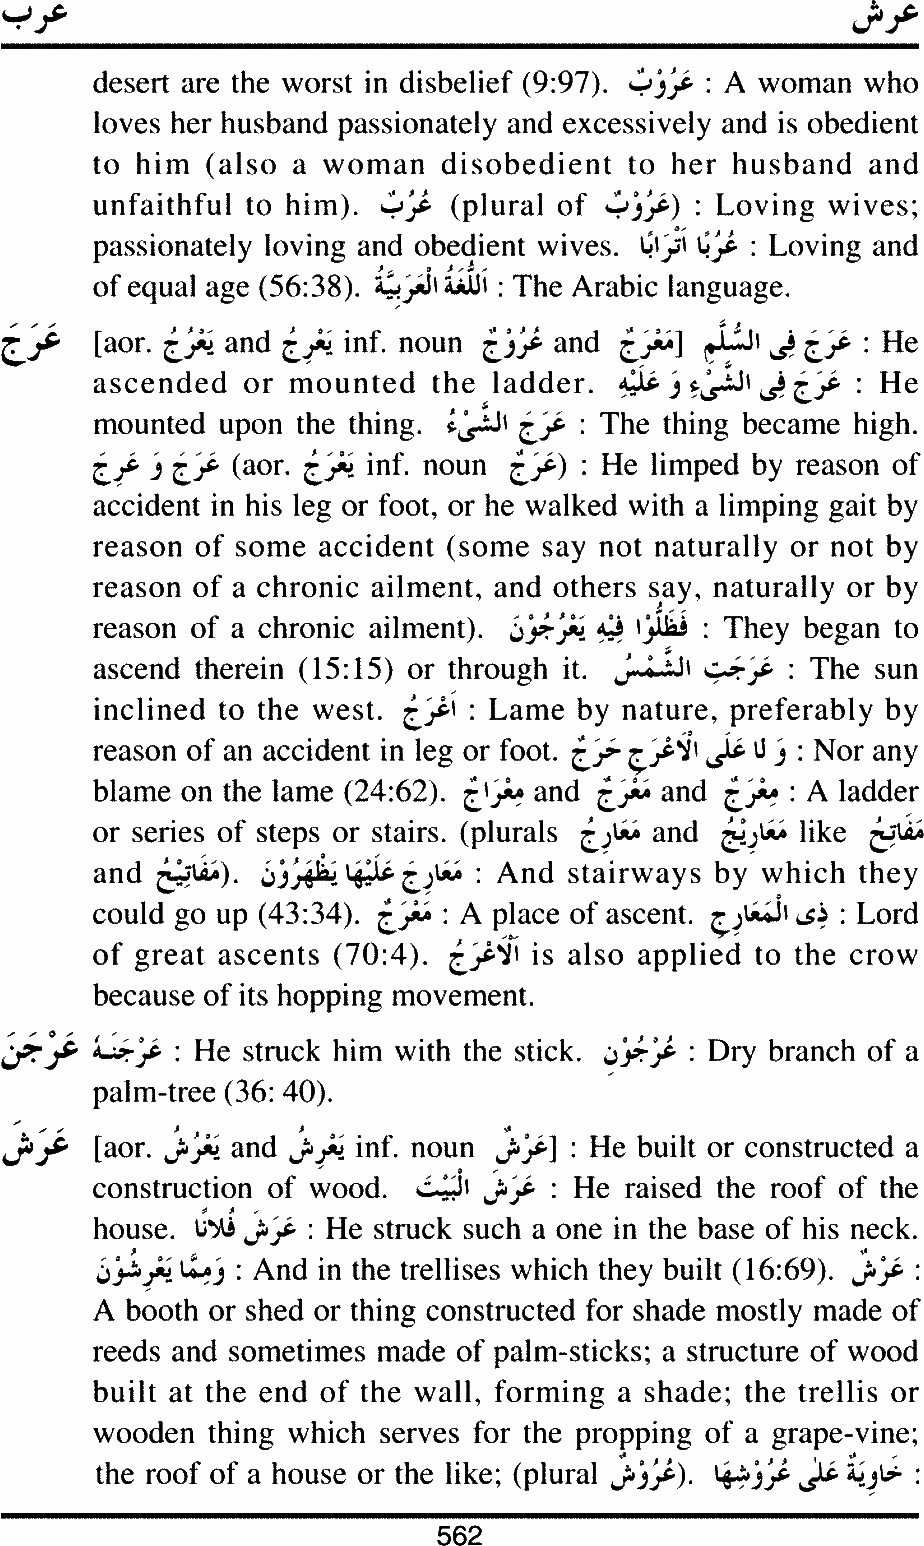 عرب عرش
desert are the worst in disbelief (9:97). عَرُوْبٌ : A woman who
loves her husband passionately and excessively and is obedient
to him (also a woman disobedient to her husband and
unfaithful to him). عُرُبٌ (plural of عَرُوْبٌ) : Loving wives;
passionately loving and obedient wives. عُرُبًا اَتْرَابًا : Loving and
of equal age (56:38). اَللُّغَةُ الْعَرَبِيَّةُ : The Arabic language.
عَرَجَ [aor. يَعْرُجُ and يَعْرِجُ inf. noun عُرُوْجٌ and مَعْرَجٌ] عَرَجَ فِى السُّلَّمِ : He
ascended or mounted the ladder. عَرَجَ فِى الشَّىْءِ وَ عَلَيْهِ : He
mounted upon the thing. عَرَجَ الشَّىْءُ : The thing became high.
عَرَجَ وَ عَرِجَ (aor. يَعْرَجُ inf. noun عَرَجٌ) : He limped by reason of
accident in his leg or foot, or he walked with a limping gait by
reason of some accident (some say not naturally or not by
reason of a chronic ailment, and others say, naturally or by
reason of a chronic ailment). فَظَلُّوْا فِيْهِ يَعْرُجُوْنَ : They began to
ascend therein (15:15) or through it. عَرَجَتِ الشَّمْسُ : The sun
inclined to the west. اَعْرَجُ : Lame by nature, preferably by
reason of an accident in leg or foot. وَ لَا عَلَى الْاَعْرَجِ حَرَجٌ : Nor any
blame on the lame (24:62). مِعْرَاجٌ and مَعْرَجٌ and مِعْرَجٌ : A ladder
or series of steps or stairs. (plurals مَعَارِجُ and مَعَارِيْجُ like مَفَاتِحُ
and مَفَاتِيْحُ). مَعَارِجَ عَلَيْهَا يَظْهَرُوْنَ : And stairways by which they
could go up (43:34). مَعْرَجٌ : A place of ascent. ذِى الْمَعَارِجِ : Lord
of great ascents (70:4). اَلْاَعْرَجُ is also applied to the crow
because of its hopping movement.
عَرْجَنَ عَرْجَنَهٗ : He struck him with the stick. عُرْجُوْن : Dry branch of a
palm-tree (36: 40).
عَرَشَ [aor. يَعْرُشُ and يَعْرِشُ inf. noun عَرْشٌ] : He built or constructed a
construction of wood. عَرَشَ الْبَيْتَ : He raised the roof of the
house. عَرَشَ فُلَانًا : He struck such a one in the base of his neck.
وَمِمَّا يَعْرِشُوْنَ : And in the trellises which they built (16:69). عَرْشٌ :
A booth or shed or thing constructed for shade mostly made of
reeds and sometimes made of palm-sticks; a structure of wood
built at the end of the wall, forming a shade; the trellis or
wooden thing which serves for the propping of a grape-vine;
the roof of a house or the like; (plural عُرُوْشٌ). خَاوِيَةٌ عَلٰى عُرُوْشِهَا :
562